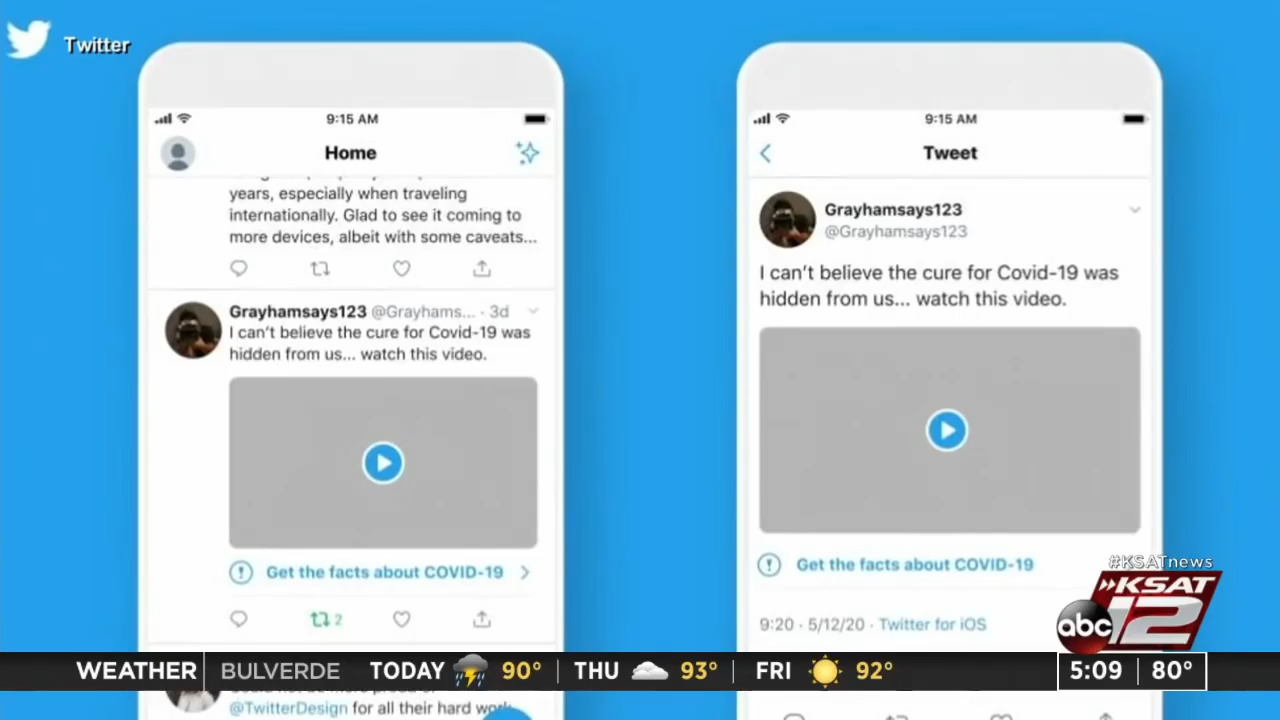 Twitter
9:15 AM
Home
years, especially when traveling
internationally. Glad to see it coming to
more devices, albeit with some caveats...
Grayhamsays123 @Grayhams... · 3d
I can't believe the cure for Covid-19 was
hidden from us... watch this video.
Get the facts about COVID-19
2
@TwitterDesign for all their hard work
9:15 AM
Tweet
Grayhamsays123
@Grayhamsays123
I can't believe the cure for Covid-19 was
hidden from us... watch this video.
Get the facts about COVID-19
9:20 · 5/12/20 · Twitter for iOS
#KSATnews
KSAT
abc 12
WEATHER BULVERDE TODAY 90° THU 93° FRI 92° 5:09 80°